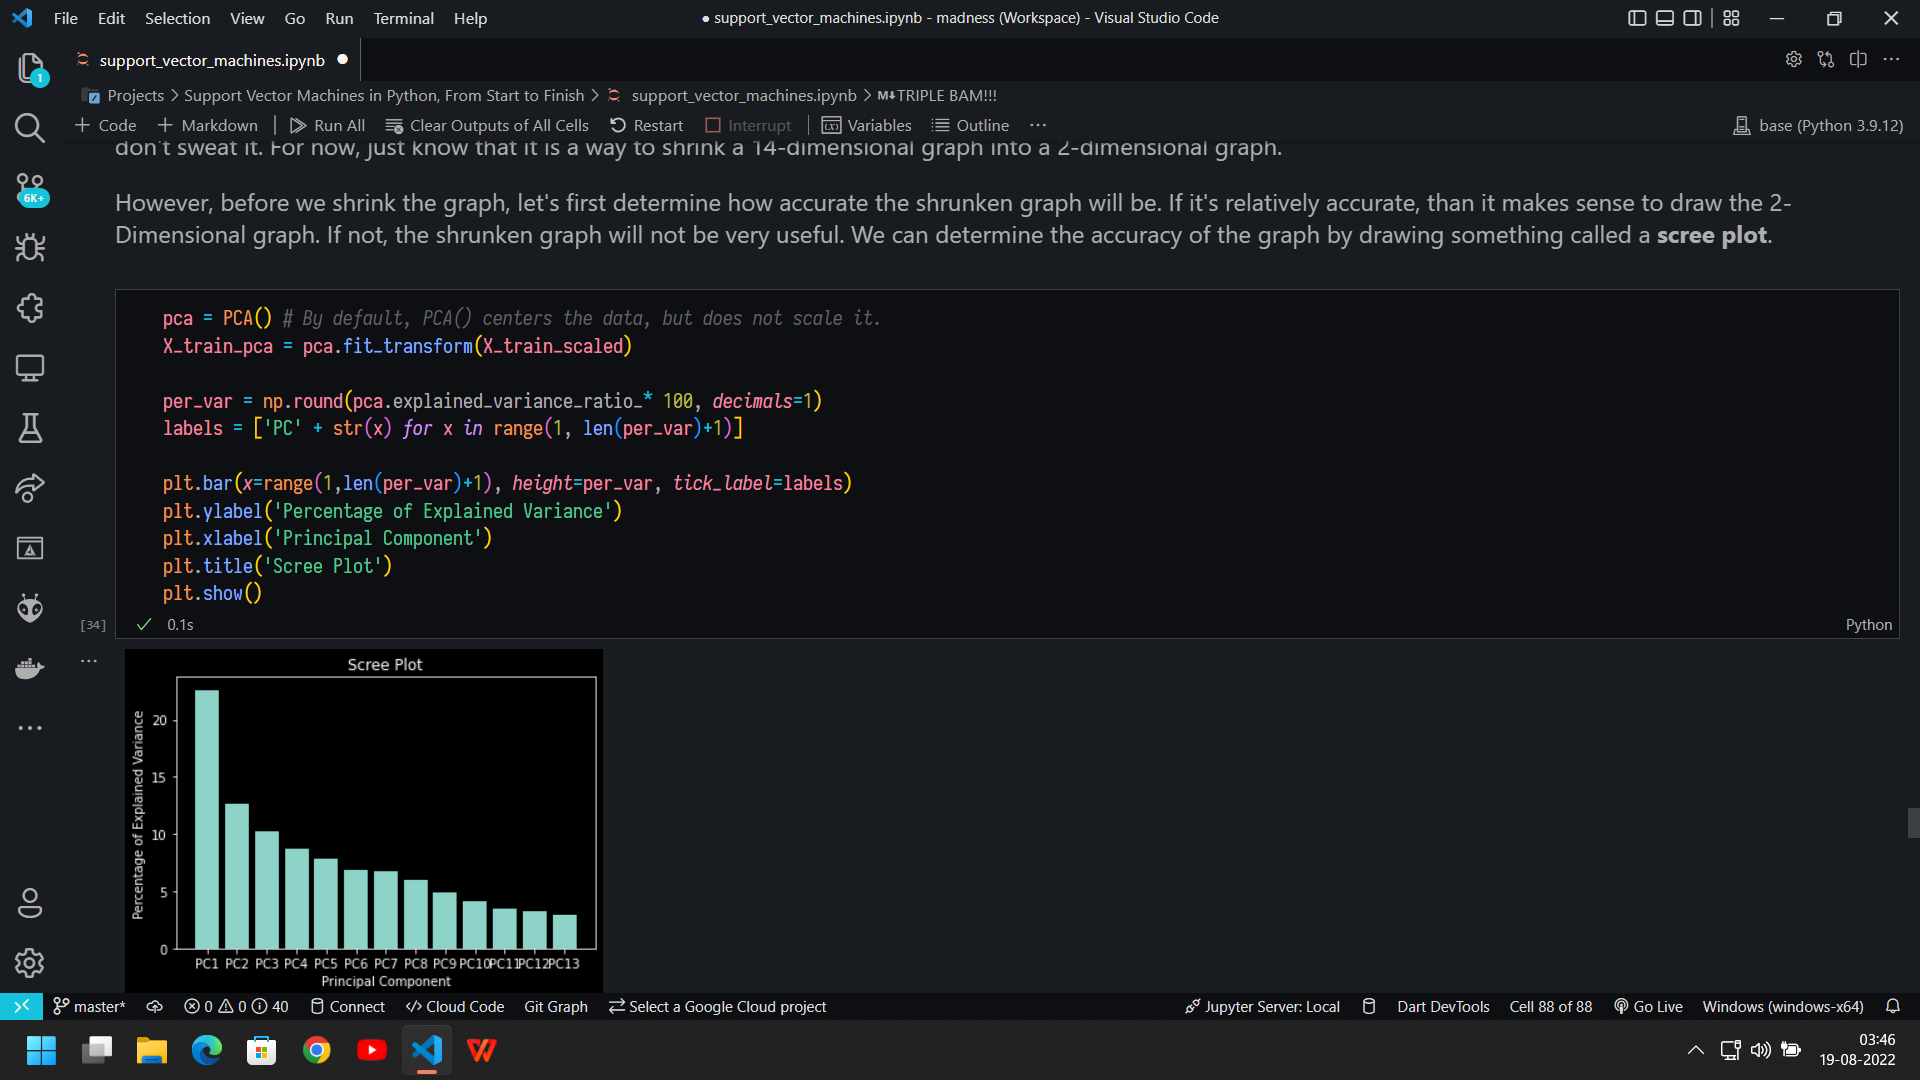 File Edit Selection View Go Run Terminal Help
● support_vector_machines.ipynb - madness (Workspace) - Visual Studio Code
1
support_vector_machines.ipynb ●
Projects > Support Vector Machines in Python, From Start to Finish > support_vector_machines.ipynb > M↓TRIPLE BAM!!!
+ Code + Markdown | Run All Clear Outputs of All Cells Restart Interrupt | Variables Outline ···
base (Python 3.9.12)
don't sweat it. For now, just know that it is a way to shrink a 14-dimensional graph into a 2-dimensional graph.
6K+
However, before we shrink the graph, let's first determine how accurate the shrunken graph will be. If it's relatively accurate, than it makes sense to draw the 2-
Dimensional graph. If not, the shrunken graph will not be very useful. We can determine the accuracy of the graph by drawing something called a scree plot.
pca = PCA() # By default, PCA() centers the data, but does not scale it.
X_train_pca = pca.fit_transform(X_train_scaled)
per_var = np.round(pca.explained_variance_ratio_* 100, decimals=1)
labels = ['PC' + str(x) for x in range(1, len(per_var)+1)]
plt.bar(x=range(1,len(per_var)+1), height=per_var, tick_label=labels)
plt.ylabel('Percentage of Explained Variance')
plt.xlabel('Principal Component')
plt.title('Scree Plot')
plt.show()
[34] ✓ 0.1s
Python
Scree Plot
Percentage of Explained Variance
20
15
10
5
0
PC1 PC2 PC3 PC4 PC5 PC6 PC7 PC8 PC9 PC10 PC11 PC12 PC13
Principal Component
master* 0 0 40 Connect Cloud Code Git Graph Select a Google Cloud project
Jupyter Server: Local Dart DevTools Cell 88 of 88 Go Live Windows (windows-x64)
03:46
19-08-2022